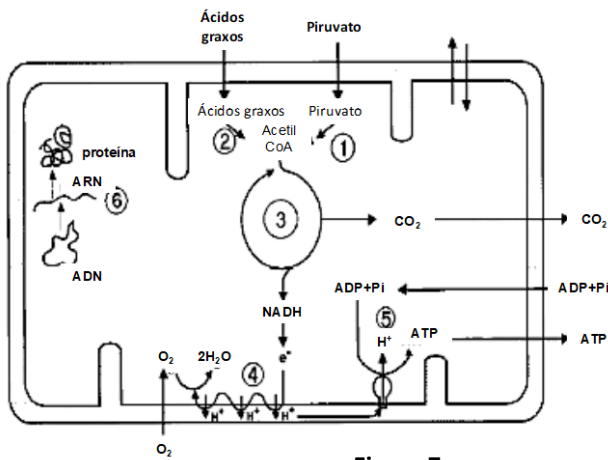 Ácidos
graxos
Piruvato
Ácidos graxos
Piruvato
Acetil
CoA
②
①
proteína
ARN
⑥
ADN
③
CO₂
CO₂
NADH
ADP+Pi
ADP+Pi
⑤
H⁺
ATP
ATP
O₂
2H₂O
④
e⁻
H⁺
H⁺
H⁺
O₂